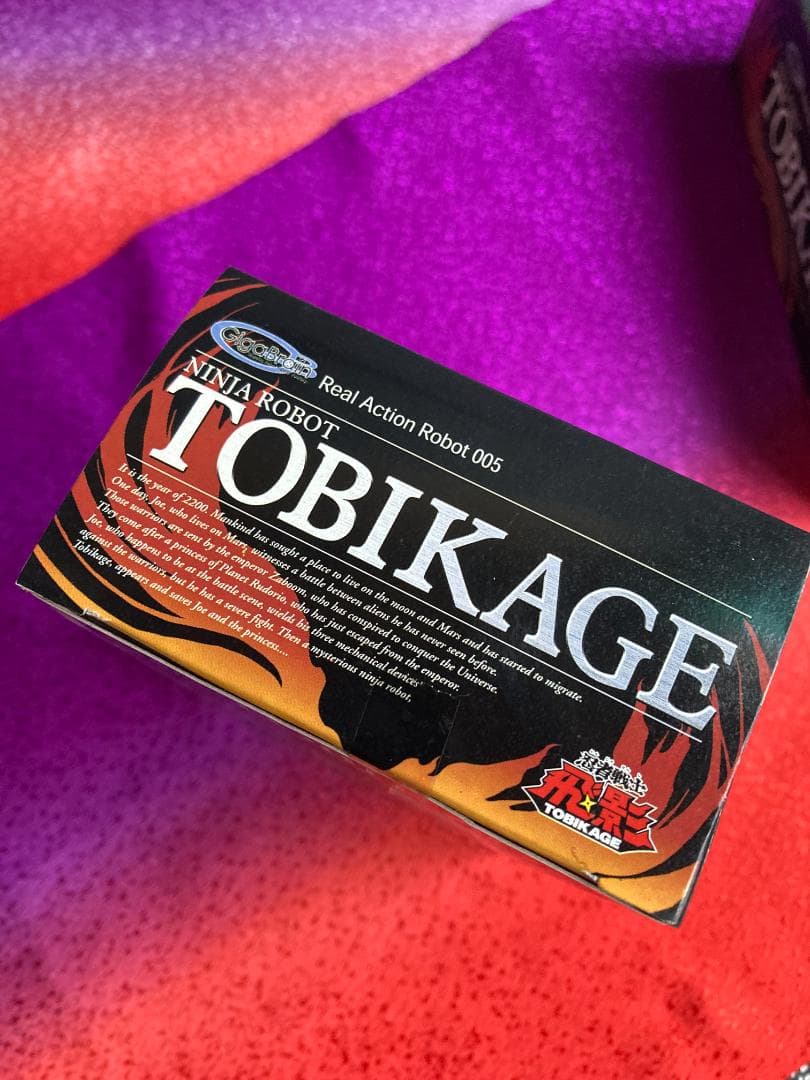 GigaBrain
Real Action Robot 005
NINJA ROBOT
TOBIKAGE
It is the year of 2200. Mankind has sought a place to live on the moon and Mars and has started to migrate.
One day, Joe, who lives on Mars, witnesses a battle between aliens he has never seen before.
Those warriors are sent by the emperor Zaboom, who has conspired to conquer the Universe.
They come after a princess of Planet Rudorio, who has just escaped from the emperor.
Joe, who happens to be at the battle scene, wields his three mechanical devices
against the warriors, but he has a severe fight. Then a mysterious ninja robot,
Tobikage, appears and saves Joe and the princess....
忍者戦士
飛影
TOBIKAGE
TOBIKA